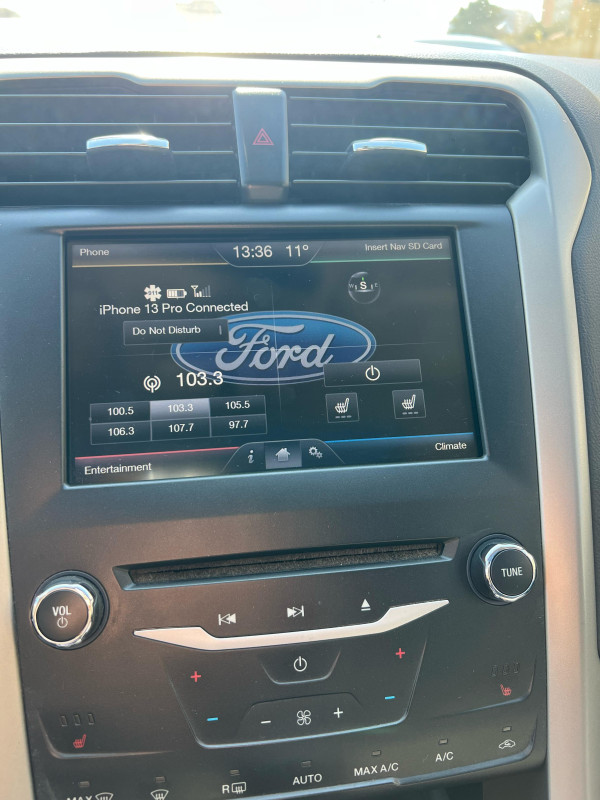 Phone
13:36 11°
Insert Nav SD Card
S
iPhone 13 Pro Connected
Do Not Disturb
Ford
103.3
100.5 103.3 105.5
106.3 107.7 97.7
Entertainment
i
Climate
VOL
TUNE
+ +
- -
- +
MAX
R
AUTO
MAX A/C
A/C